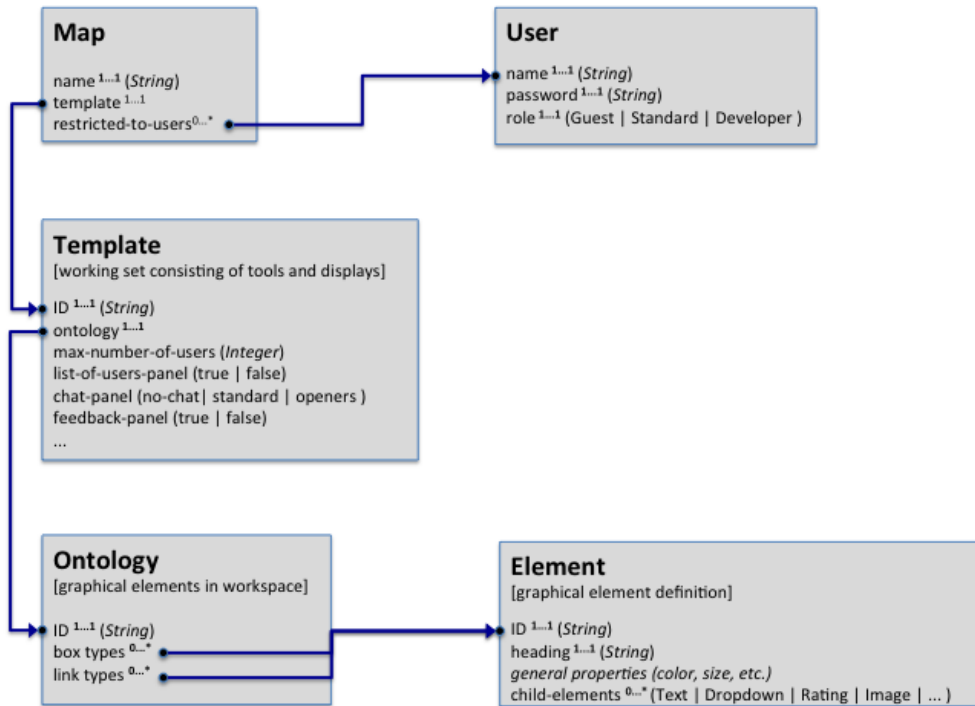 Map
name 1...1 (String)
template 1...1
restricted-to-users 0...*
User
name 1...1 (String)
password 1...1 (String)
role 1...1 (Guest | Standard | Developer )
Template
[working set consisting of tools and displays]
ID 1...1 (String)
ontology 1...1
max-number-of-users (Integer)
list-of-users-panel (true | false)
chat-panel (no-chat| standard | openers )
feedback-panel (true | false)
...
Ontology
[graphical elements in workspace]
ID 1...1 (String)
box types 0...*
link types 0...*
Element
[graphical element definition]
ID 1...1 (String)
heading 1...1 (String)
general properties (color, size, etc.)
child-elements 0...* (Text | Dropdown | Rating | Image | ... )